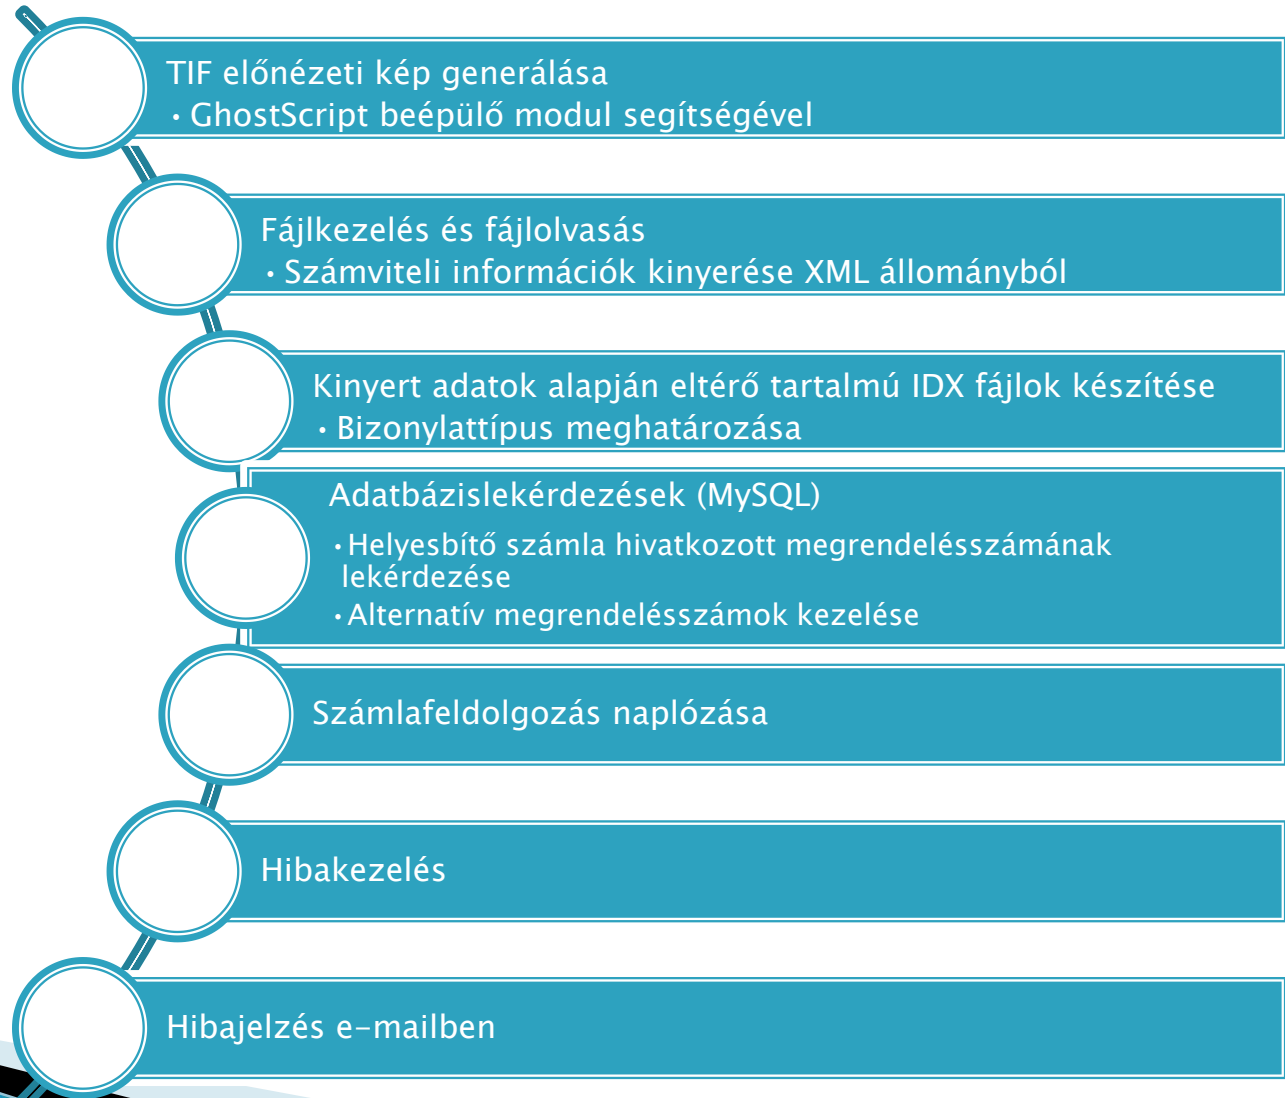 TIF előnézeti kép generálása
• GhostScript beépülő modul segítségével
Fájlkezelés és fájlolvasás
• Számviteli információk kinyerése XML állományból
Kinyert adatok alapján eltérő tartalmú IDX fájlok készítése
• Bizonylattípus meghatározása
Adatbázislekérdezések (MySQL)
• Helyesbítő számla hivatkozott megrendelésszámának
lekérdezése
• Alternatív megrendelésszámok kezelése
Számlafeldolgozás naplózása
Hibakezelés
Hibajelzés e-mailben